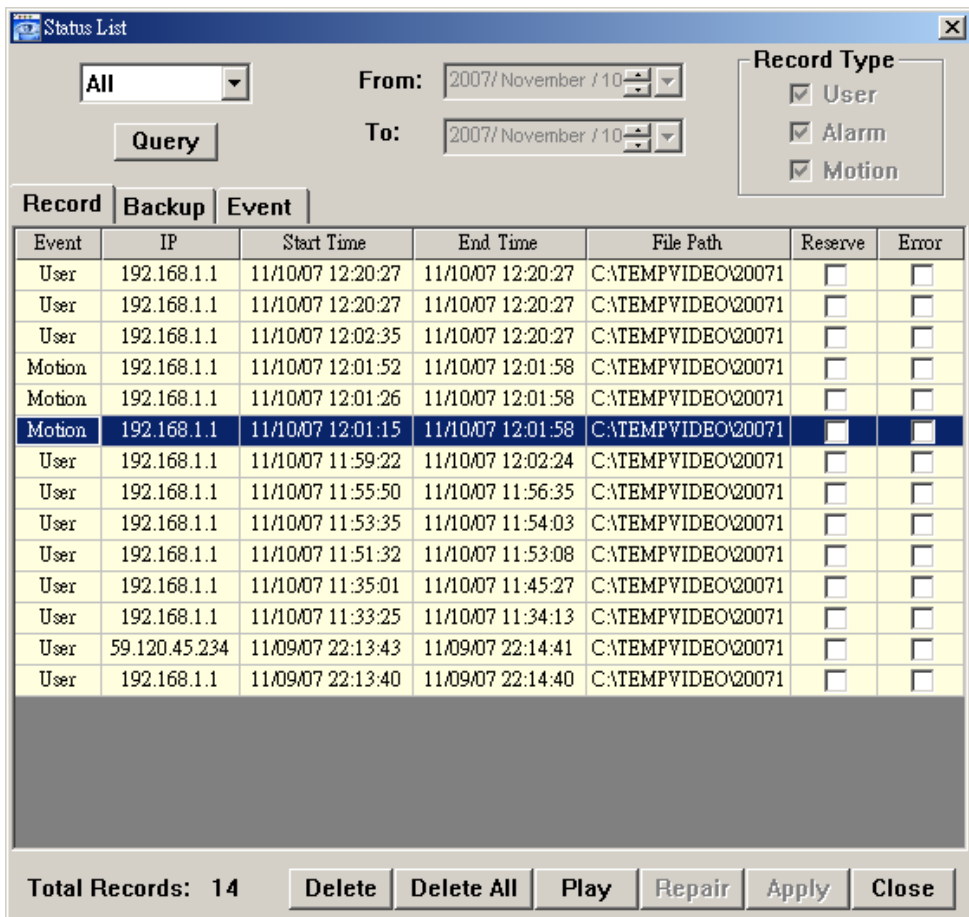 Status List
All From: 2007/ November / 10 Record Type
User
Query To: 2007/ November / 10 Alarm
Motion
Record Backup Event
Event IP Start Time End Time File Path Reserve Error
User 192.168.1.1 11/10/07 12:20:27 11/10/07 12:20:27 C:\TEMPVIDEO\20071
User 192.168.1.1 11/10/07 12:20:27 11/10/07 12:20:27 C:\TEMPVIDEO\20071
User 192.168.1.1 11/10/07 12:02:35 11/10/07 12:20:27 C:\TEMPVIDEO\20071
Motion 192.168.1.1 11/10/07 12:01:52 11/10/07 12:01:58 C:\TEMPVIDEO\20071
Motion 192.168.1.1 11/10/07 12:01:26 11/10/07 12:01:58 C:\TEMPVIDEO\20071
Motion 192.168.1.1 11/10/07 12:01:15 11/10/07 12:01:58 C:\TEMPVIDEO\20071
User 192.168.1.1 11/10/07 11:59:22 11/10/07 12:02:24 C:\TEMPVIDEO\20071
User 192.168.1.1 11/10/07 11:55:50 11/10/07 11:56:35 C:\TEMPVIDEO\20071
User 192.168.1.1 11/10/07 11:53:35 11/10/07 11:54:03 C:\TEMPVIDEO\20071
User 192.168.1.1 11/10/07 11:51:32 11/10/07 11:53:08 C:\TEMPVIDEO\20071
User 192.168.1.1 11/10/07 11:35:01 11/10/07 11:45:27 C:\TEMPVIDEO\20071
User 192.168.1.1 11/10/07 11:33:25 11/10/07 11:34:13 C:\TEMPVIDEO\20071
User 59.120.45.234 11/09/07 22:13:43 11/09/07 22:14:41 C:\TEMPVIDEO\20071
User 192.168.1.1 11/09/07 22:13:40 11/09/07 22:14:40 C:\TEMPVIDEO\20071
Total Records: 14 Delete Delete All Play Repair Apply Close